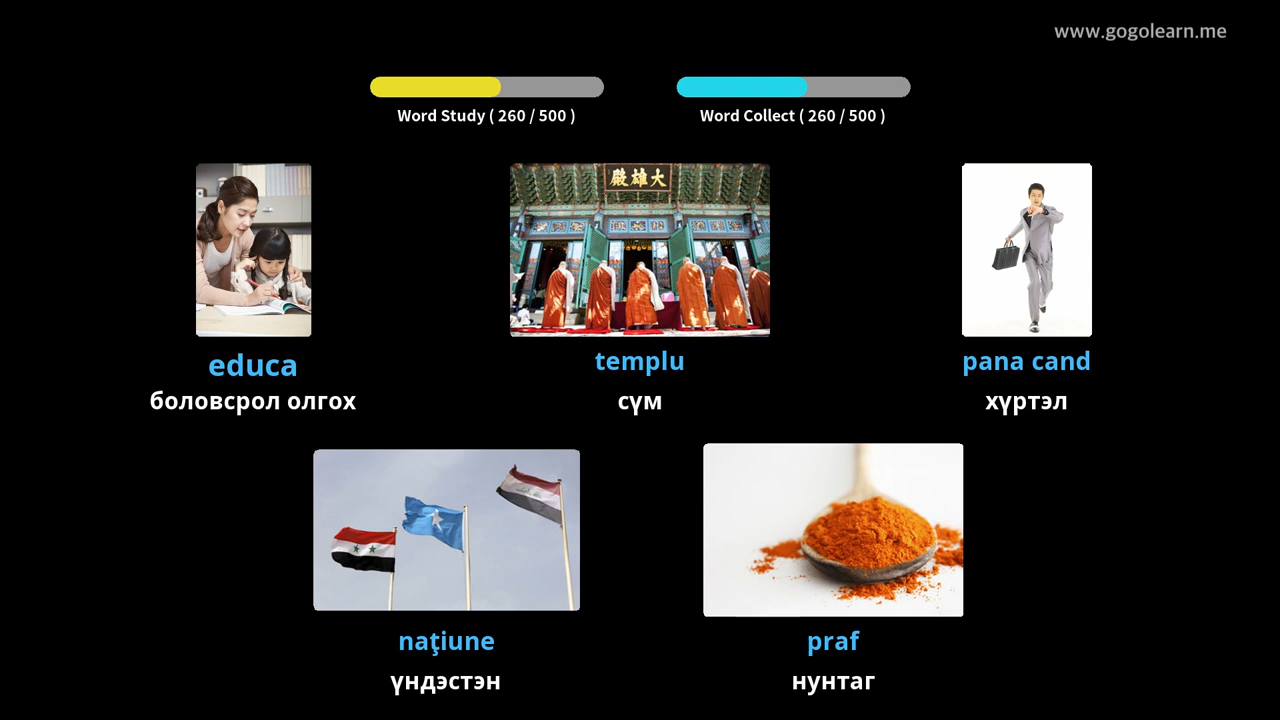 www.gogolearn.me
Word Study ( 260 / 500 )
Word Collect ( 260 / 500 )
殿雄大
educa
templu
pana cand
боловсрол олгох
сүм
хүртэл
naţiune
praf
үндэстэн
нунтаг